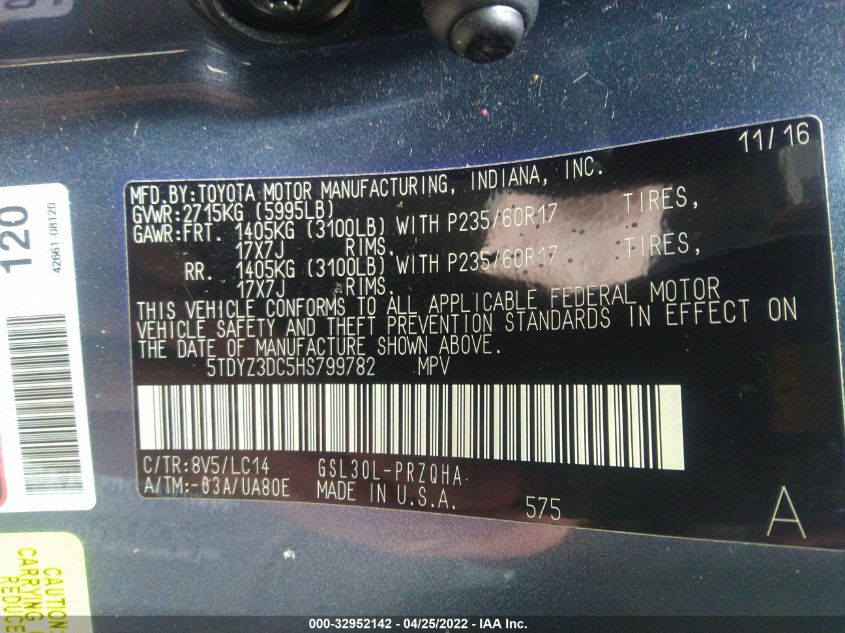 11/16
MFD.BY:TOYOTA MOTOR MANUFACTURING, INDIANA, INC.
GVWR:2715KG (5995LB)
GAWR:FRT. 1405KG (3100LB) WITH P235/60R17 TIRES,
17X7J RIMS.
RR. 1405KG (3100LB) WITH P235/60R17 TIRES,
17X7J RIMS.
THIS VEHICLE CONFORMS TO ALL APPLICABLE FEDERAL MOTOR
VEHICLE SAFETY AND THEFT PREVENTION STANDARDS IN EFFECT ON
THE DATE OF MANUFACTURE SHOWN ABOVE.
5TDYZ3DC5HS799782 MPV
C/TR:8V5/LC14 GSL30L-PRZQHA
A/TM:-03A/UA80E MADE IN U.S.A. 575
A
120
42661 08120
CAUTION:
CARRYING
REDUCE
000-32952142 - 04/25/2022 - IAA Inc.